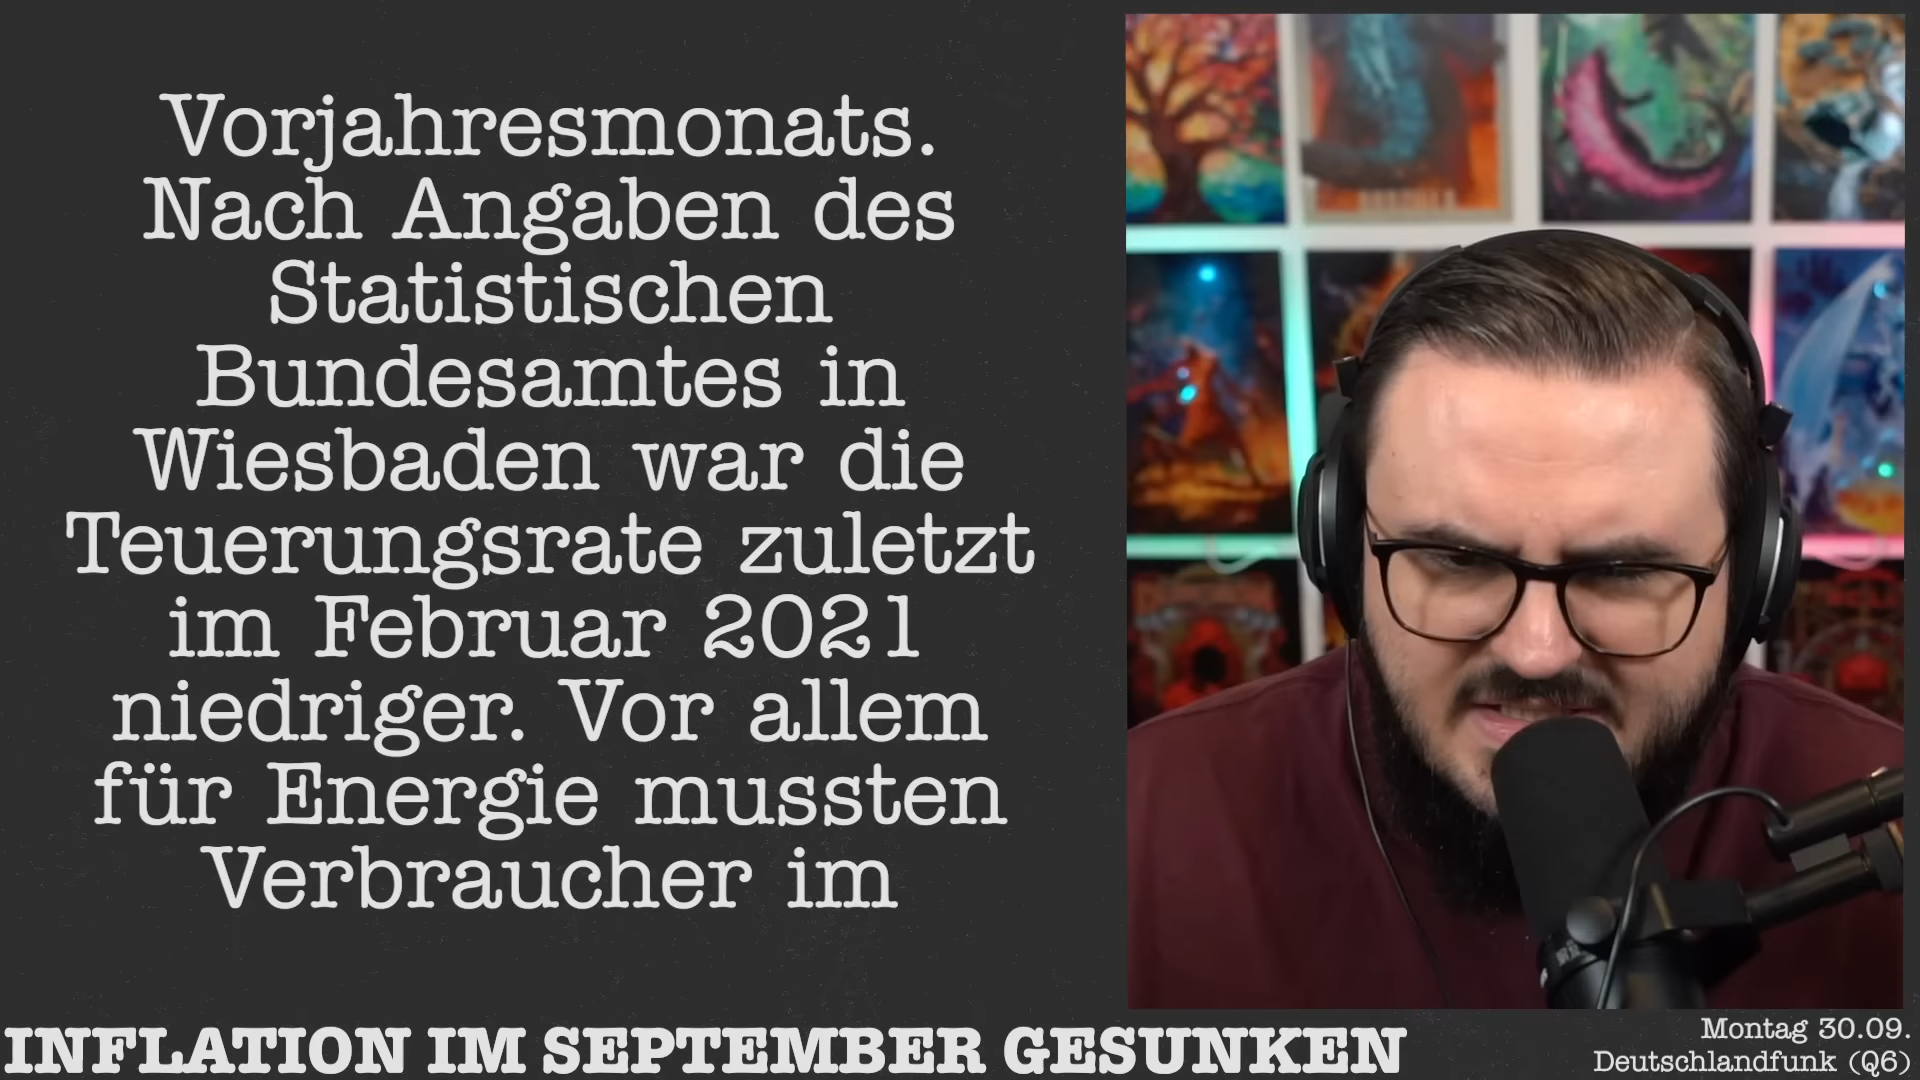 Vorjahresmonats.
Nach Angaben des
Statistischen
Bundesamtes in
Wiesbaden war die
Teuerungsrate zuletzt
im Februar 2021
niedriger. Vor allem
für Energie mussten
Verbraucher im
INFLATION IM SEPTEMBER GESUNKEN
Montag 30.09.
Deutschlandfunk (Q6)